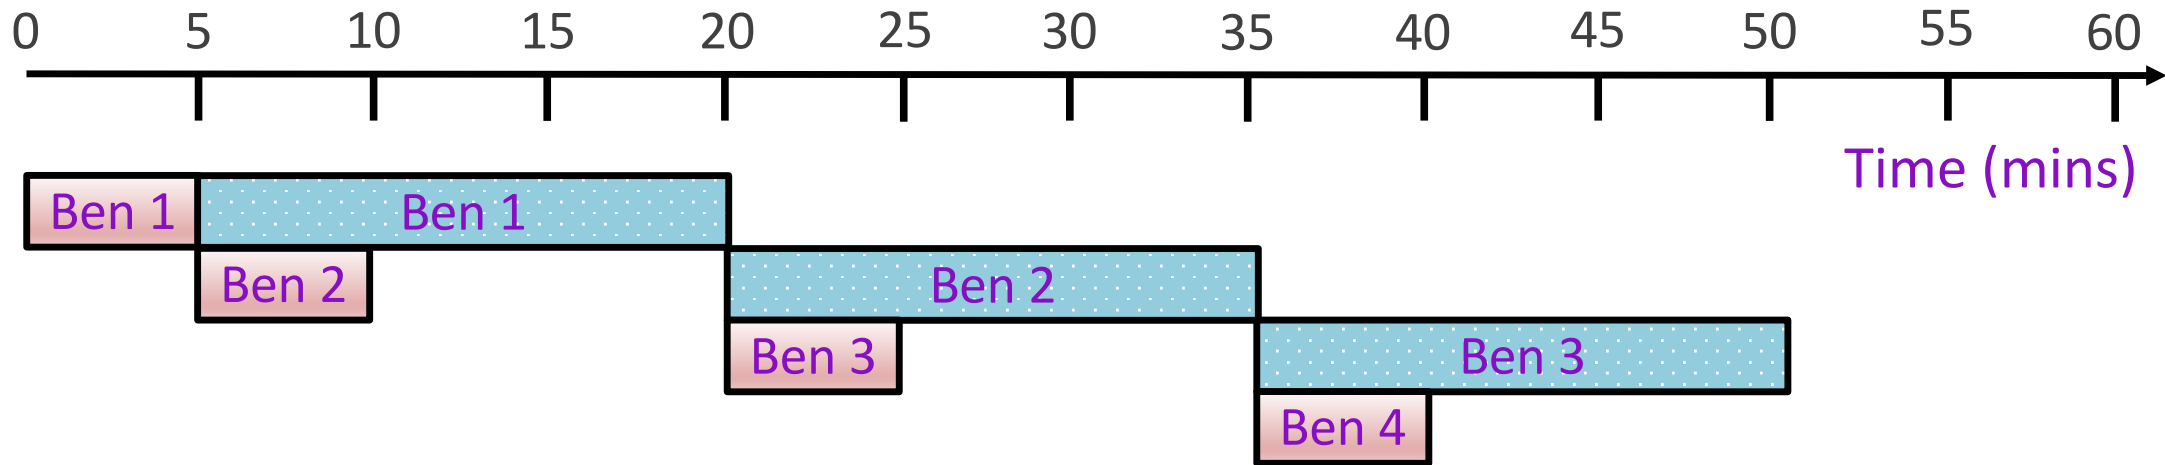 0 5 10 15 20 25 30 35 40 45 50 55 60
Time (mins)
Ben 1 Ben 1
Ben 2 Ben 2
Ben 3 Ben 3
Ben 4